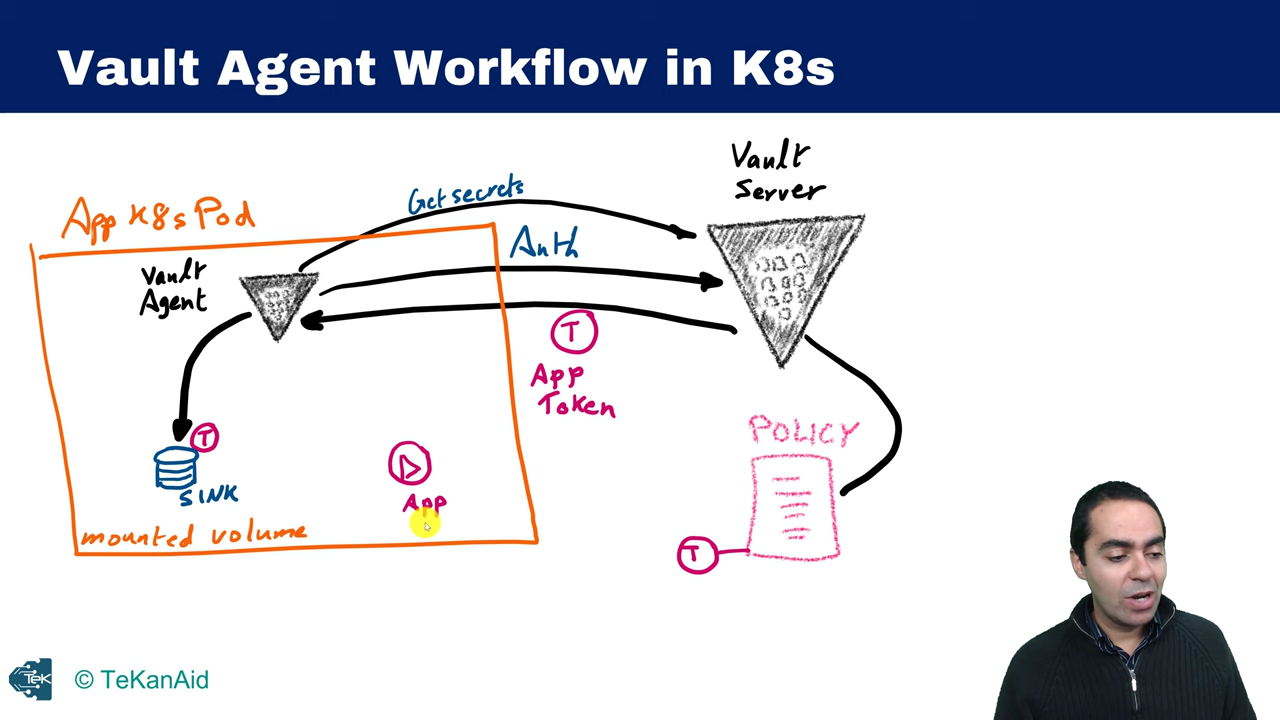 Vault Agent Workflow in K8s
Vault
Server
Get secrets
App K8s Pod
Auth
Vault
Agent
T
App
Token
T
SINK
App
mounted volume
POLICY
T
Tek
© TeKanAid